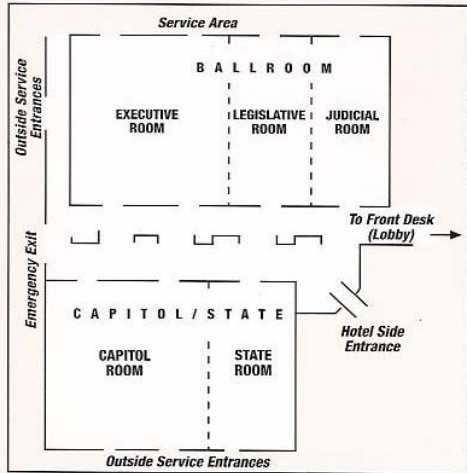 Service Area
BALLROOM
EXECUTIVE
ROOM
LEGISLATIVE
ROOM
JUDICIAL
ROOM
Outside Service
Entrances
To Front Desk
(Lobby)
Emergency Exit
CAPITOL/STATE
Hotel Side
Entrance
CAPITOL
ROOM
STATE
ROOM
Outside Service Entrances